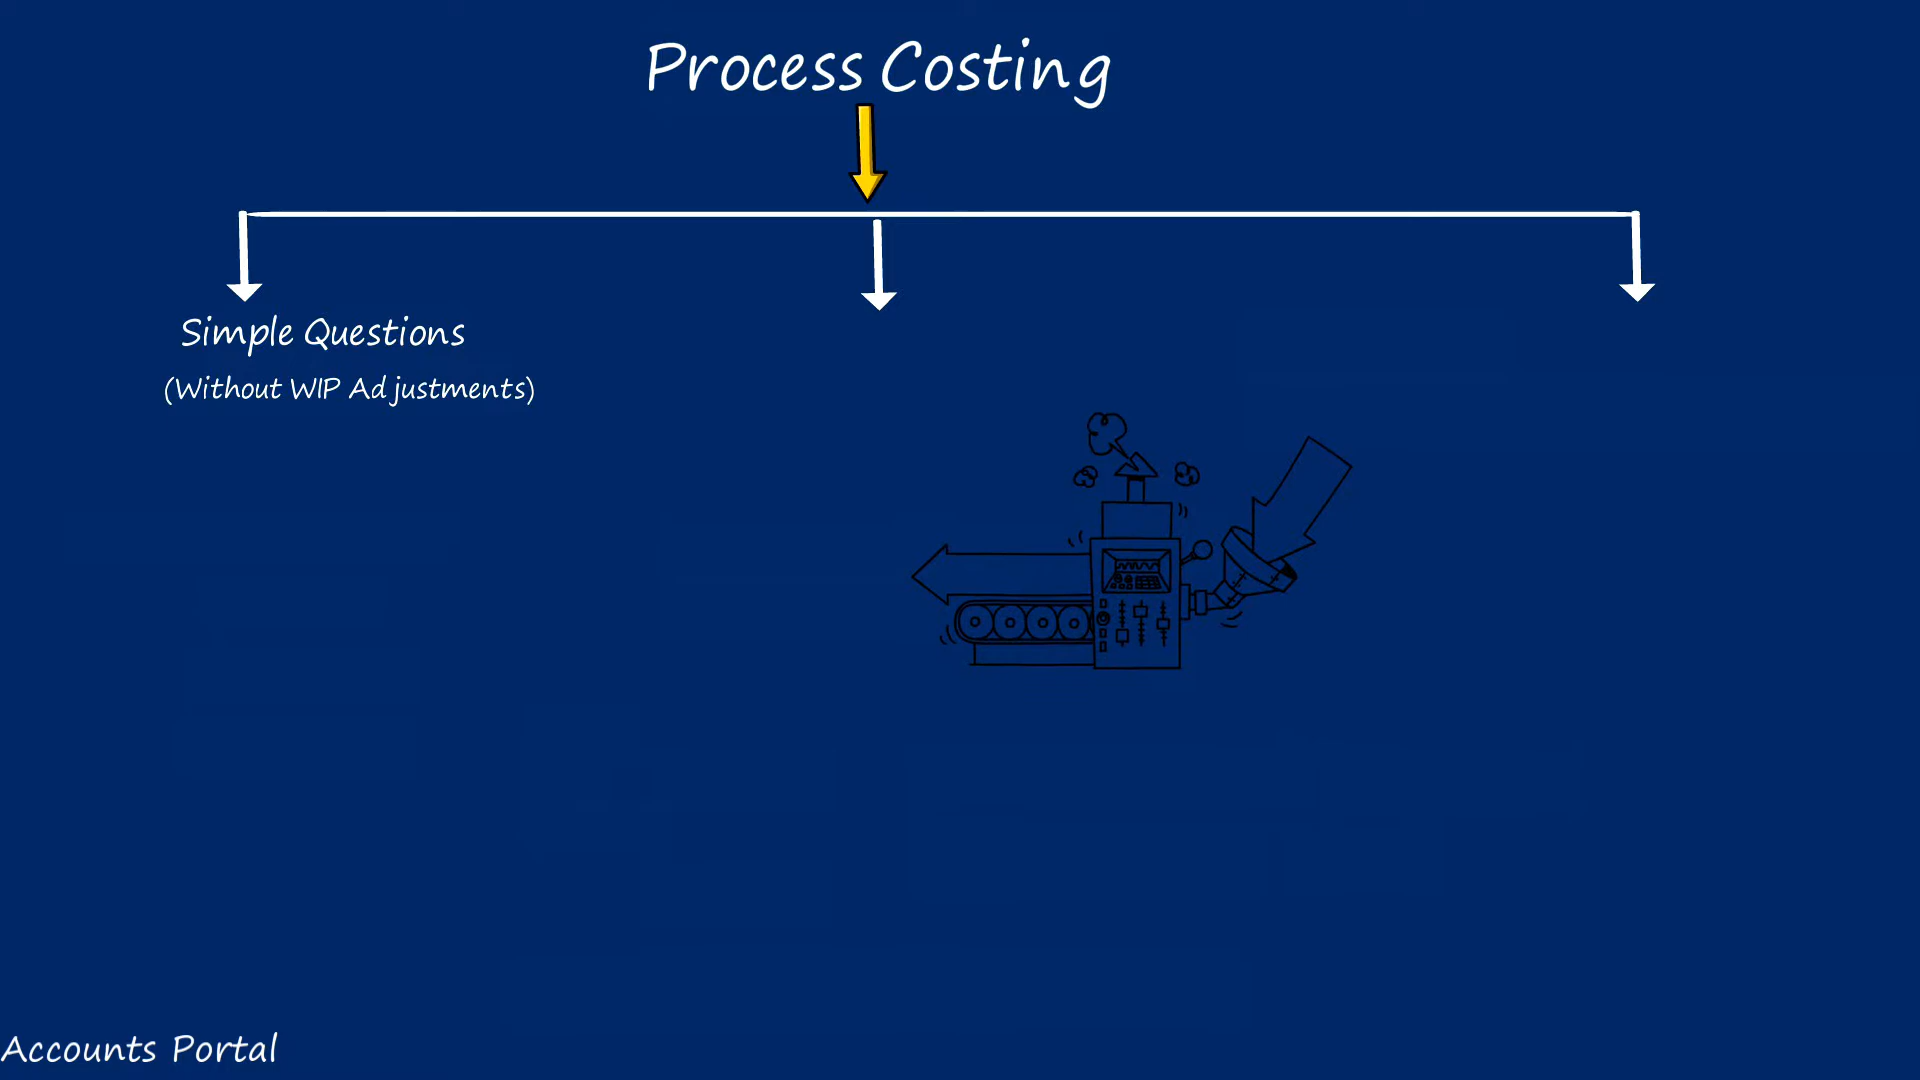 Process Costing
Simple Questions
(Without WIP Adjustments)
Accounts Portal